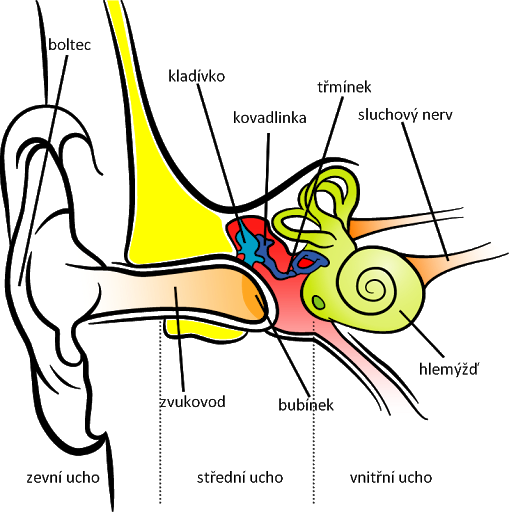 boltec
kladívko
třmínek
kovadlinka
sluchový nerv
hlemýžď
zvukovod
bubínek
zevní ucho
střední ucho
vnitřní ucho